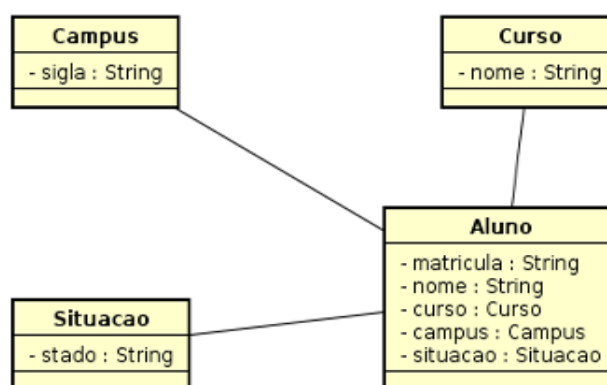 Campus
- sigla : String
Curso
- nome : String
Aluno
- matricula : String
- nome : String
- curso : Curso
- campus : Campus
- situacao : Situacao
Situacao
- stado : String